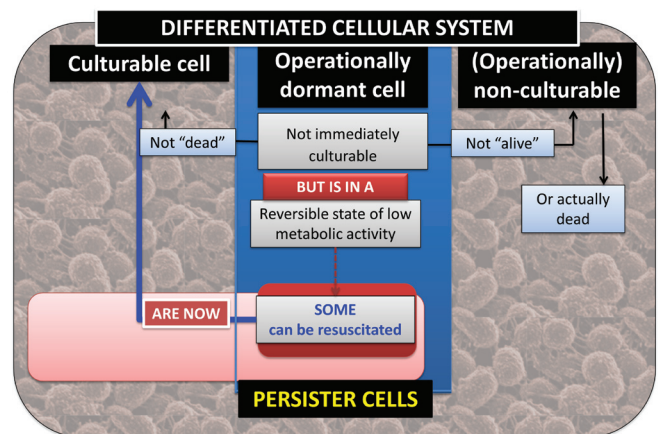 DIFFERENTIATED CELLULAR SYSTEM
Culturable cell
Operationally
dormant cell
(Operationally)
non-culturable
Not “dead”
Not immediately
culturable
Not “alive”
BUT IS IN A
Reversible state of low
metabolic activity
Or actually
dead
ARE NOW
SOME
can be resuscitated
PERSISTER CELLS